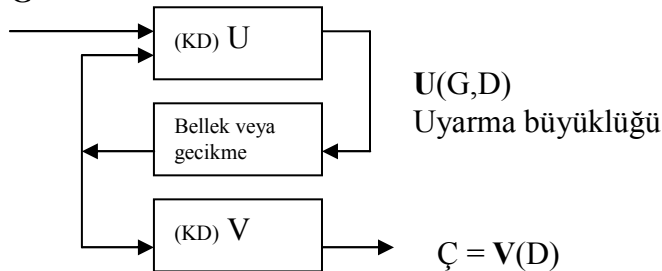 (KD) U
U(G,D)
Uyarma büyüklüğü
Bellek veya
gecikme
(KD) V
Ç = V(D)